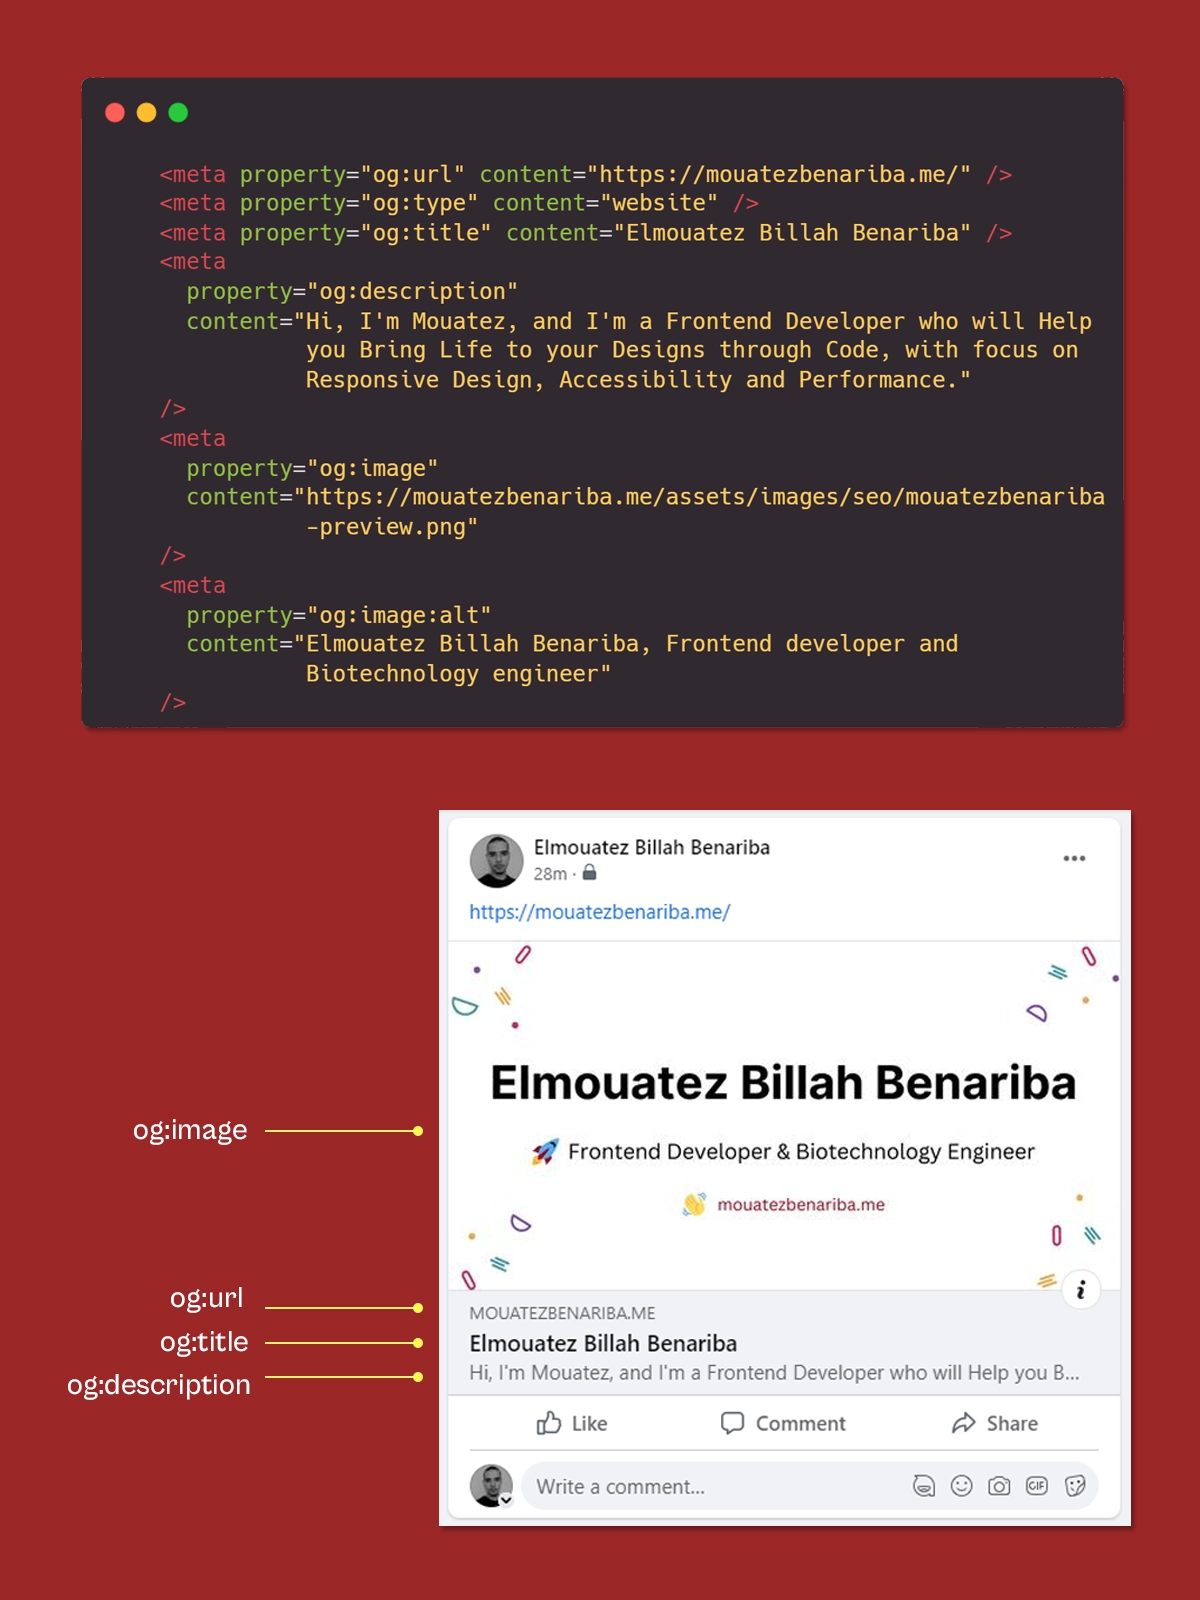 <meta property="og:url" content="https://mouatezbenariba.me/" />
<meta property="og:type" content="website" />
<meta property="og:title" content="Elmouatez Billah Benariba" />
<meta
property="og:description"
content="Hi, I'm Mouatez, and I'm a Frontend Developer who will Help
you Bring Life to your Designs through Code, with focus on
Responsive Design, Accessibility and Performance."
/>
<meta
property="og:image"
content="https://mouatezbenariba.me/assets/images/seo/mouatezbenariba
-preview.png"
/>
<meta
property="og:image:alt"
content="Elmouatez Billah Benariba, Frontend developer and
Biotechnology engineer"
/>
Elmouatez Billah Benariba
28m ·
https://mouatezbenariba.me/
Elmouatez Billah Benariba
Frontend Developer & Biotechnology Engineer
mouatezbenariba.me
og:image
og:url
og:title
og:description
i
MOUATEZBENARIBA.ME
Elmouatez Billah Benariba
Hi, I'm Mouatez, and I'm a Frontend Developer who will Help you B...
Like
Comment
Share
Write a comment...
GIF